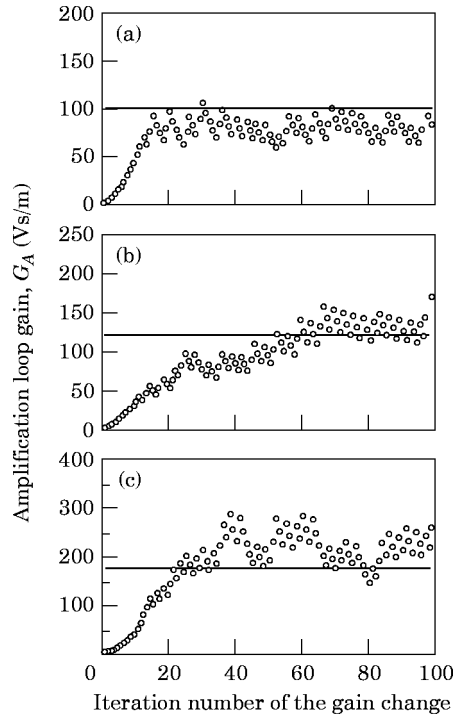 Amplification loop gain, G_A (Vs/m)
(a)
200
150
100
50
0
(b)
250
200
150
100
50
0
(c)
400
300
200
100
0 20 40 60 80 100
Iteration number of the gain change